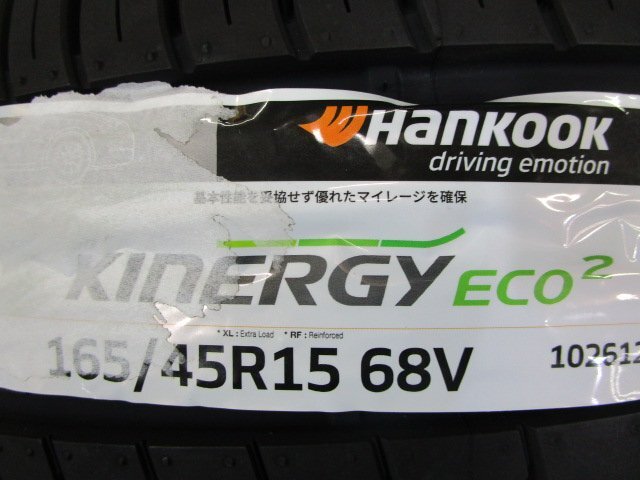 Hankook
driving emotion
基本性能を妥協せず優れたマイレージを確保
KINERGY ECO2
* XL : Extra Load * RF : Reinforced
165/45R15 68V 102612